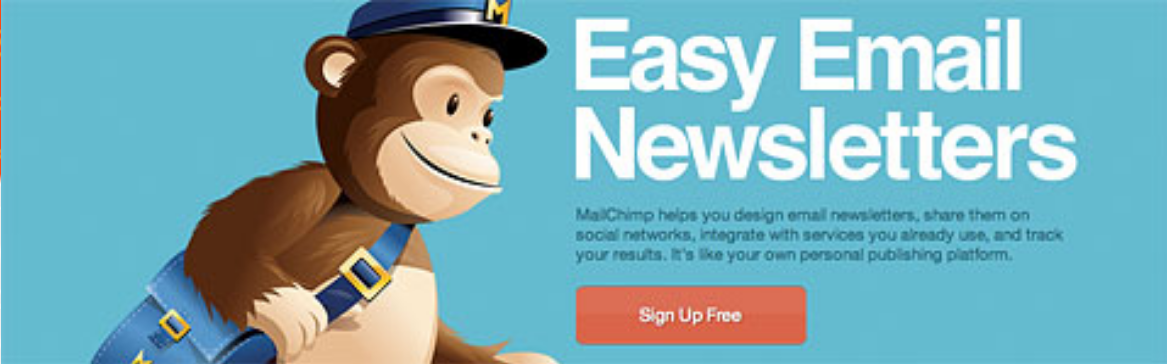 M
Easy Email
Newsletters
MailChimp helps you design email newsletters, share them on
social networks, integrate with services you already use, and track
your results. It's like your own personal publishing platform.
Sign Up Free
M